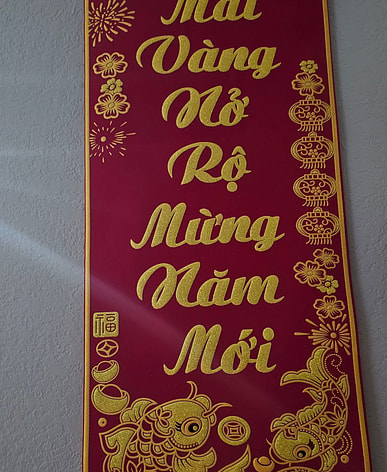 Mai
Vàng
Nở
Rộ
Mừng
Năm
Mới
福